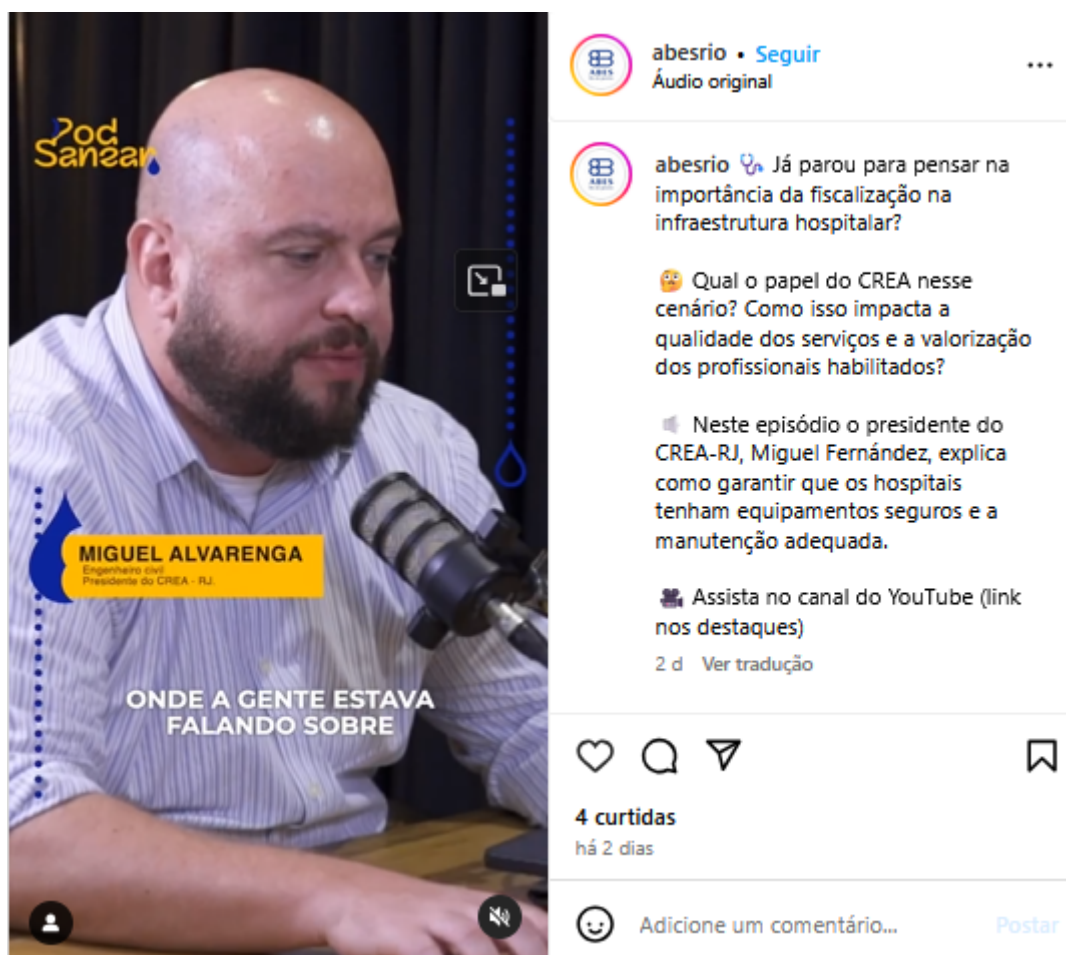 Pod
Sanear
MIGUEL ALVARENGA
Engenheiro civil
Presidente do CREA - RJ.
ONDE A GENTE ESTAVA
FALANDO SOBRE
abesrio • Seguir
Áudio original
abesrio 🩺 Já parou para pensar na
importância da fiscalização na
infraestrutura hospitalar?
🤔 Qual o papel do CREA nesse
cenário? Como isso impacta a
qualidade dos serviços e a valorização
dos profissionais habilitados?
📢 Neste episódio o presidente do
CREA-RJ, Miguel Fernández, explica
como garantir que os hospitais
tenham equipamentos seguros e a
manutenção adequada.
🎥 Assista no canal do YouTube (link
nos destaques)
2 d Ver tradução
4 curtidas
há 2 dias
Adicione um comentário... Postar